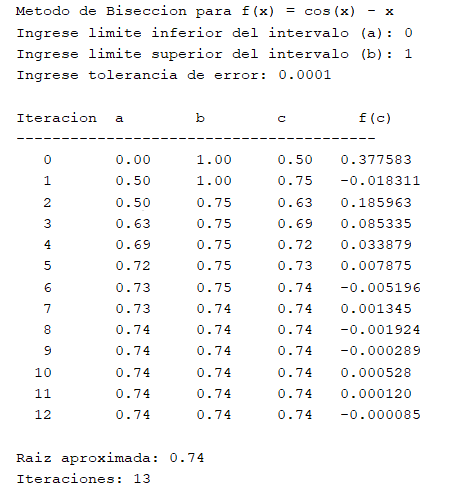 Metodo de Biseccion para f(x) = cos(x) - x
Ingrese limite inferior del intervalo (a): 0
Ingrese limite superior del intervalo (b): 1
Ingrese tolerancia de error: 0.0001
Iteracion a b c f(c)
----------------------------------------
0 0.00 1.00 0.50 0.377583
1 0.50 1.00 0.75 -0.018311
2 0.50 0.75 0.63 0.185963
3 0.63 0.75 0.69 0.085335
4 0.69 0.75 0.72 0.033879
5 0.72 0.75 0.73 0.007875
6 0.73 0.75 0.74 -0.005196
7 0.73 0.74 0.74 0.001345
8 0.74 0.74 0.74 -0.001924
9 0.74 0.74 0.74 -0.000289
10 0.74 0.74 0.74 0.000528
11 0.74 0.74 0.74 0.000120
12 0.74 0.74 0.74 -0.000085
Raiz aproximada: 0.74
Iteraciones: 13